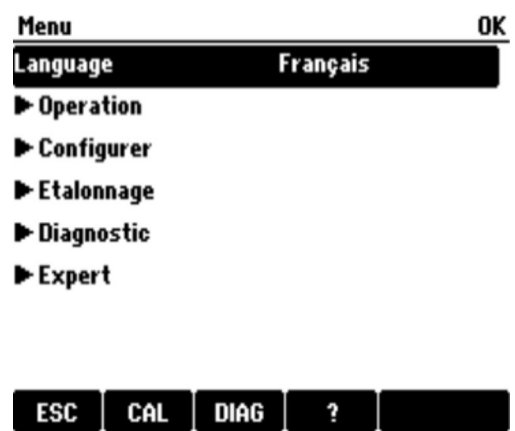 Menu OK
Language Français
▶ Operation
▶ Configurer
▶ Etalonnage
▶ Diagnostic
▶ Expert
ESC CAL DIAG ?